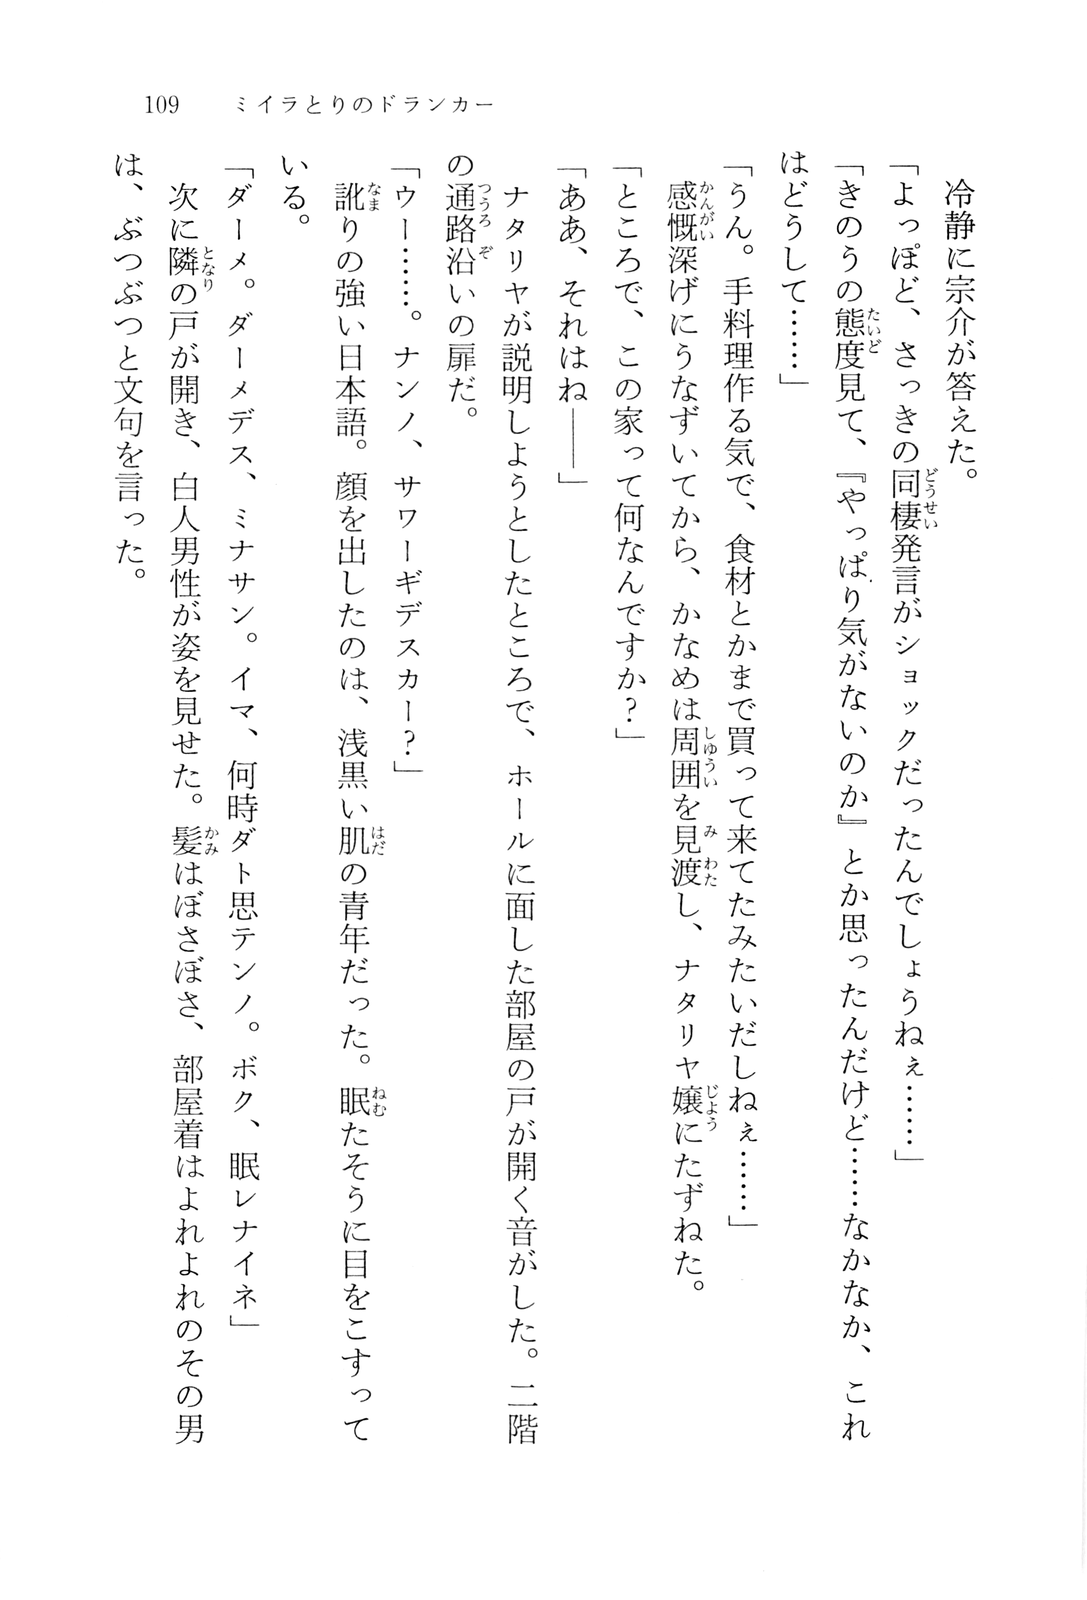 109 ミイラとりのドランカー
冷静に宗介が答えた。
「よっぽど、さっきの同棲発言がショックだったんでしょうねぇ……」
「きのうの態度見て、『やっぱり気がないのか』とか思ったんだけど……なかなか、これ
はどうして……」
「うん。手料理作る気で、食材とかまで買って来てたみたいだしねぇ……」
感慨深げにうなずいてから、かなめは周囲を見渡し、ナタリヤ嬢にたずねた。
「ところで、この家って何なんですか？」
「ああ、それはね――」
ナタリヤが説明しようとしたところで、ホールに面した部屋の戸が開く音がした。二階
の通路沿いの扉だ。
「ウー……。ナンノ、サワーギデスカー？」
訛りの強い日本語。顔を出したのは、浅黒い肌の青年だった。眠たそうに目をこすって
いる。
「ダーメ。ダーメデス、ミナサン。イマ、何時ダト思テンノ。ボク、眠レナイネ」
次に隣の戸が開き、白人男性が姿を見せた。髪はぼさぼさ、部屋着はよれよれのその男
は、ぶつぶつと文句を言った。